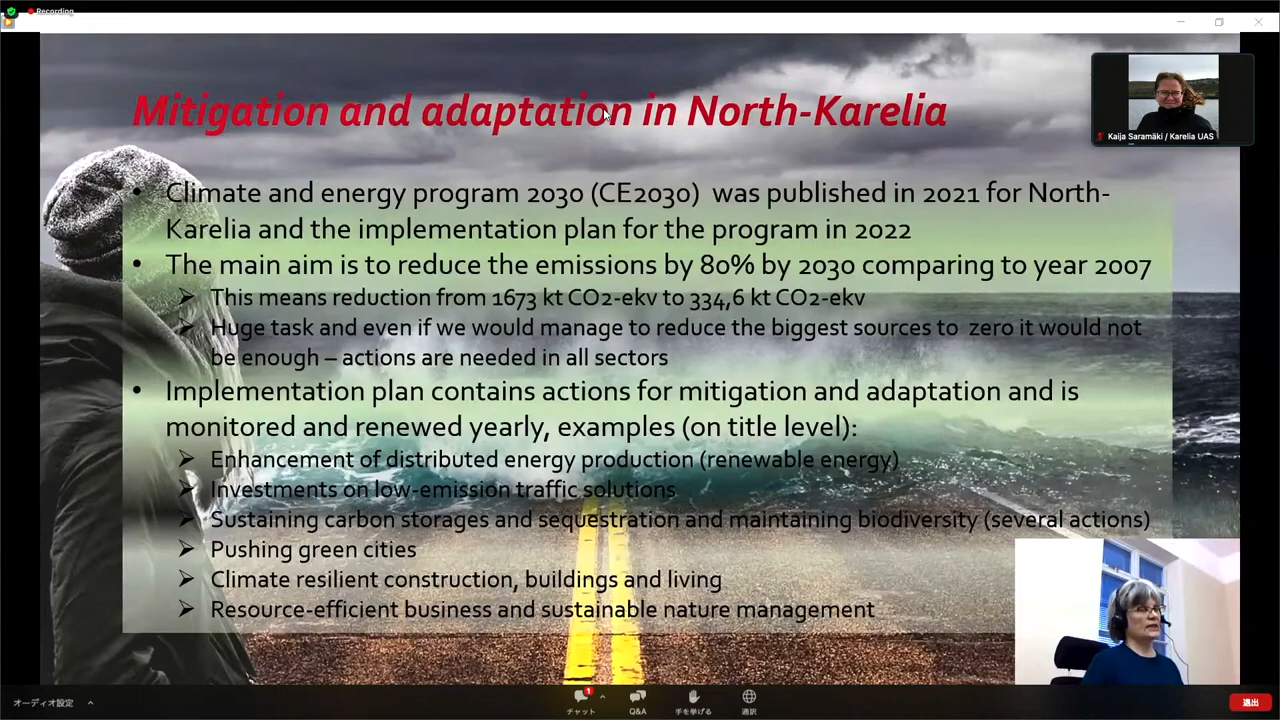 Recording
Mitigation and adaptation in North-Karelia
Kaija Saramäki / Karelia UAS
• Climate and energy program 2030 (CE2030) was published in 2021 for North-
Karelia and the implementation plan for the program in 2022
• The main aim is to reduce the emissions by 80% by 2030 comparing to year 2007
➢ This means reduction from 1673 kt CO2-ekv to 334,6 kt CO2-ekv
➢ Huge task and even if we would manage to reduce the biggest sources to zero it would not
be enough – actions are needed in all sectors
• Implementation plan contains actions for mitigation and adaptation and is
monitored and renewed yearly, examples (on title level):
➢ Enhancement of distributed energy production (renewable energy)
➢ Investments on low-emission traffic solutions
➢ Sustaining carbon storages and sequestration and maintaining biodiversity (several actions)
➢ Pushing green cities
➢ Climate resilient construction, buildings and living
➢ Resource-efficient business and sustainable nature management
オーディオ設定
1
チャット
Q&A
手を挙げる
通訳
退出